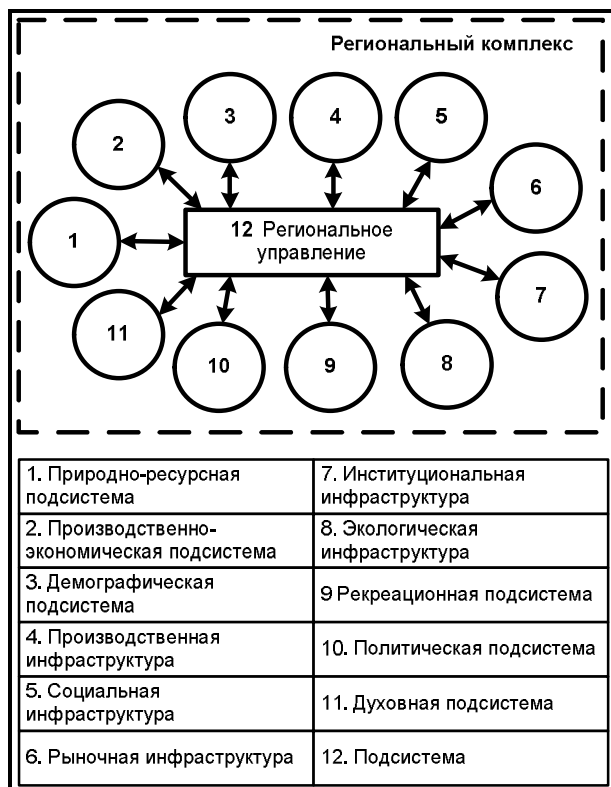 Региональный комплекс
3
4
5
2
6
12 Региональное
управление
1
7
11
10
9
8
1. Природно-ресурсная
подсистема
7. Институциональная
инфраструктура
2. Производственно-
экономическая подсистема
8. Экологическая
инфраструктура
3. Демографическая
подсистема
9 Рекреационная подсистема
4. Производственная
инфраструктура
10. Политическая подсистема
5. Социальная
инфраструктура
11. Духовная подсистема
6. Рыночная инфраструктура
12. Подсистема